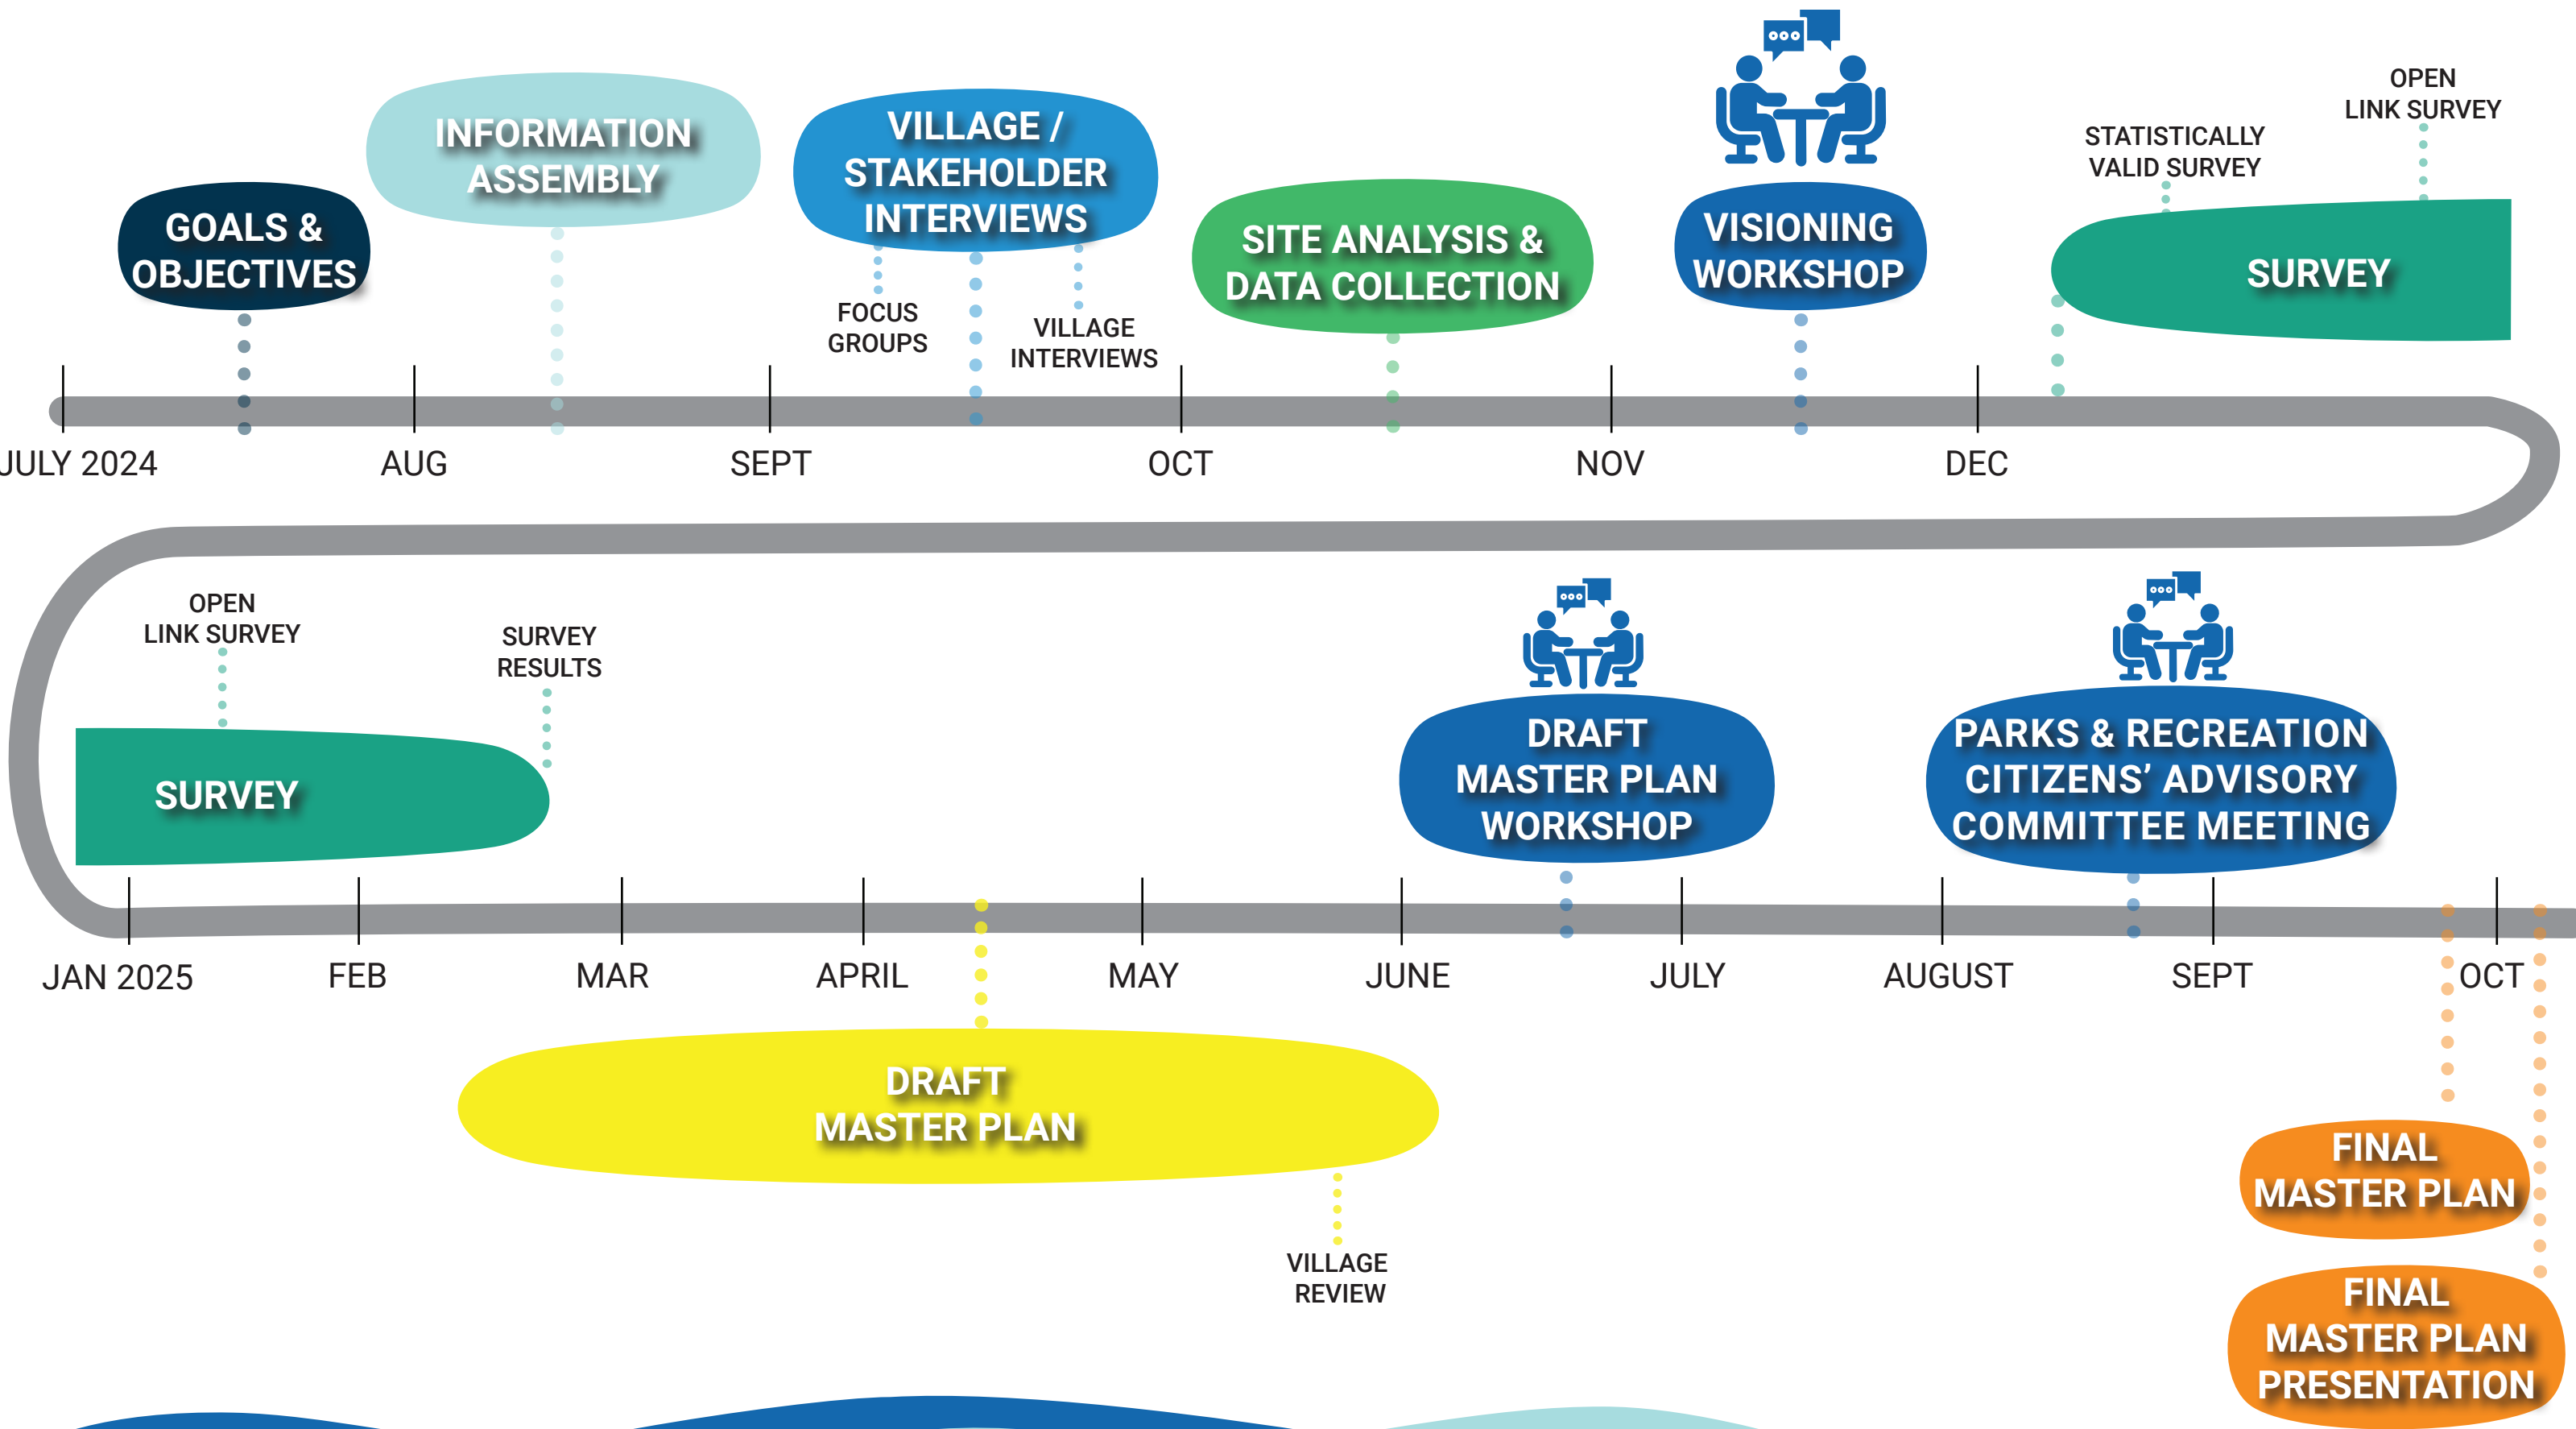 GOALS &
OBJECTIVES
INFORMATION
ASSEMBLY
VILLAGE /
STAKEHOLDER
INTERVIEWS
FOCUS
GROUPS
VILLAGE
INTERVIEWS
SITE ANALYSIS &
DATA COLLECTION
VISIONING
WORKSHOP
STATISTICALLY
VALID SURVEY
OPEN
LINK SURVEY
SURVEY
JULY 2024
AUG
SEPT
OCT
NOV
DEC
OPEN
LINK SURVEY
SURVEY
RESULTS
SURVEY
DRAFT
MASTER PLAN
WORKSHOP
PARKS & RECREATION
CITIZENS’ ADVISORY
COMMITTEE MEETING
JAN 2025
FEB
MAR
APRIL
MAY
JUNE
JULY
AUGUST
SEPT
OCT
DRAFT
MASTER PLAN
VILLAGE
REVIEW
FINAL
MASTER PLAN
FINAL
MASTER PLAN
PRESENTATION